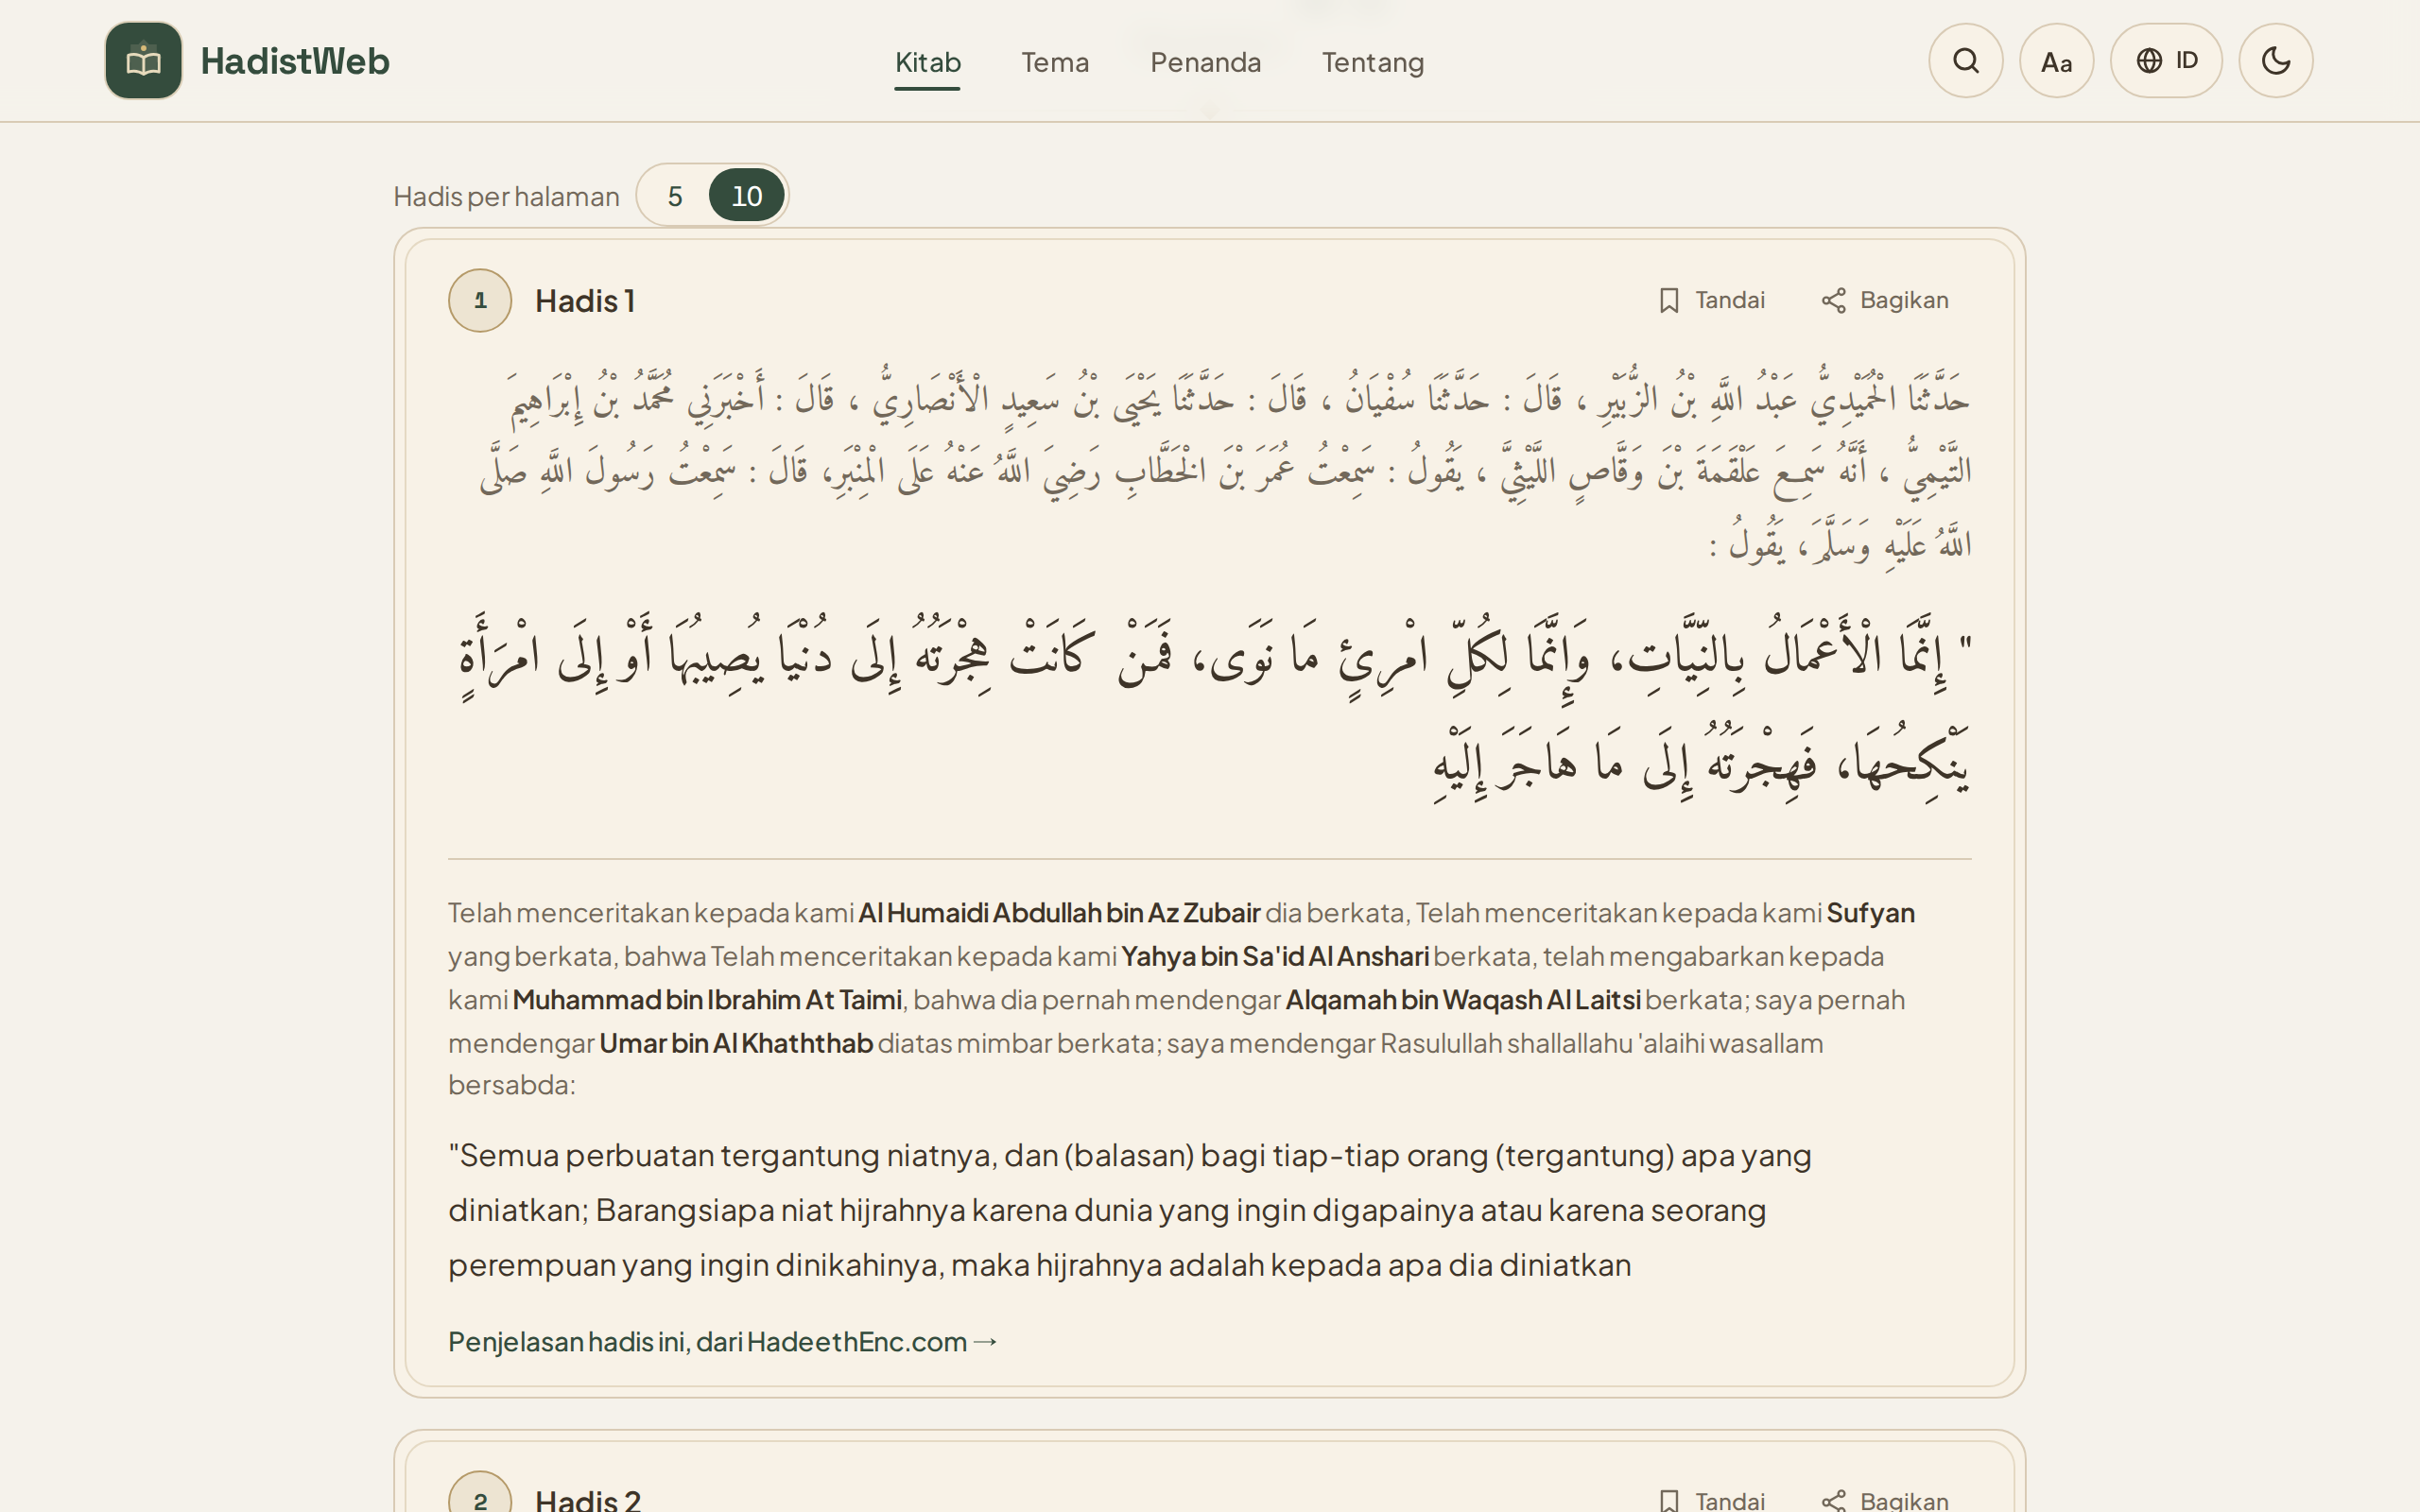 HadistWeb
Kitab
Tema
Penanda
Tentang
Aa
ID
Hadis per halaman
5
10
1
Hadis 1
Tandai
Bagikan
حَدَّثَنَا الْحُمَيْدِيُّ عَبْدُ اللَّهِ بْنُ الزُّبَيْرِ ، قَالَ : حَدَّثَنَا سُفْيَانُ ، قَالَ : حَدَّثَنَا يَحْيَى بْنُ سَعِيدٍ الْأَنْصَارِيُّ ، قَالَ : أَخْبَرَنِي مُحَمَّدُ بْنُ إِبْرَاهِيمَ
التَّيْمِيُّ ، أَنَّهُ سَمِعَ عَلْقَمَةَ بْنَ وَقَّاصٍ اللَّيْثِيَّ ، يَقُولُ : سَمِعْتُ عُمَرَ بْنَ الْخَطَّابِ رَضِيَ اللَّهُ عَنْهُ عَلَى الْمِنْبَرِ، قَالَ : سَمِعْتُ رَسُولَ اللَّهِ صَلَّى
اللَّهُ عَلَيْهِ وَسَلَّمَ، يَقُولُ :
" إِنَّمَا الْأَعْمَالُ بِالنِّيَّاتِ، وَإِنَّمَا لِكُلِّ امْرِئٍ مَا نَوَى، فَمَنْ كَانَتْ هِجْرَتُهُ إِلَى دُنْيَا يُصِيبُهَا أَوْ إِلَى امْرَأَةٍ
يَنْكِحُهَا، فَهِجْرَتُهُ إِلَى مَا هَاجَرَ إِلَيْهِ
Telah menceritakan kepada kami Al Humaidi Abdullah bin Az Zubair dia berkata, Telah menceritakan kepada kami Sufyan
yang berkata, bahwa Telah menceritakan kepada kami Yahya bin Sa'id Al Anshari berkata, telah mengabarkan kepada
kami Muhammad bin Ibrahim At Taimi, bahwa dia pernah mendengar Alqamah bin Waqash Al Laitsi berkata; saya pernah
mendengar Umar bin Al Khaththab diatas mimbar berkata; saya mendengar Rasulullah shallallahu 'alaihi wasallam
bersabda:
"Semua perbuatan tergantung niatnya, dan (balasan) bagi tiap-tiap orang (tergantung) apa yang
diniatkan; Barangsiapa niat hijrahnya karena dunia yang ingin digapainya atau karena seorang
perempuan yang ingin dinikahinya, maka hijrahnya adalah kepada apa dia diniatkan
Penjelasan hadis ini, dari HadeethEnc.com →
2
Hadis 2
Tandai
Bagikan